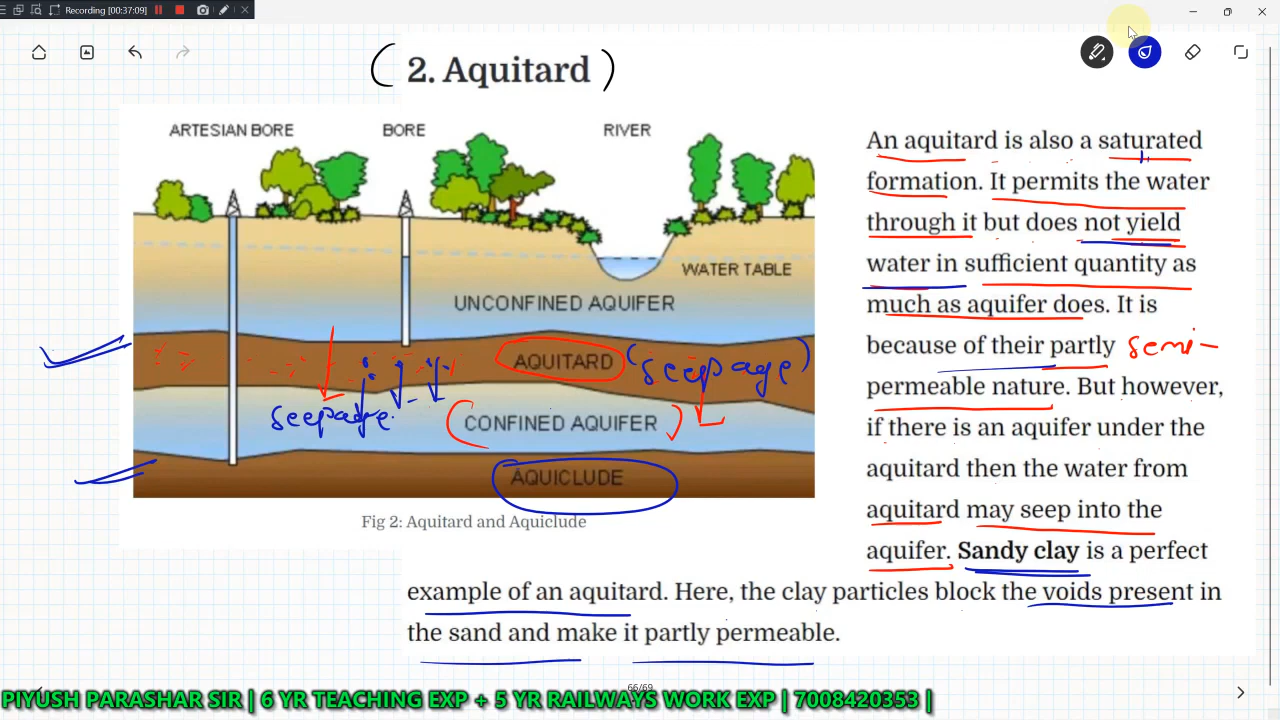 Recording [00:37:09]
( 2. Aquitard )
ARTESIAN BORE BORE RIVER
WATER TABLE
UNCONFINED AQUIFER
AQUITARD (seepage)
seepage
CONFINED AQUIFER
AQUICLUDE
Fig 2: Aquitard and Aquiclude
An aquitard is also a saturated
formation. It permits the water
through it but does not yield
water in sufficient quantity as
much as aquifer does. It is
because of their partly semi-
permeable nature. But however,
if there is an aquifer under the
aquitard then the water from
aquitard may seep into the
aquifer. Sandy clay is a perfect
example of an aquitard. Here, the clay particles block the voids present in
the sand and make it partly permeable.
66/69
PIYUSH PARASHAR SIR | 6 YR TEACHING EXP + 5 YR RAILWAYS WORK EXP | 7008420353 |